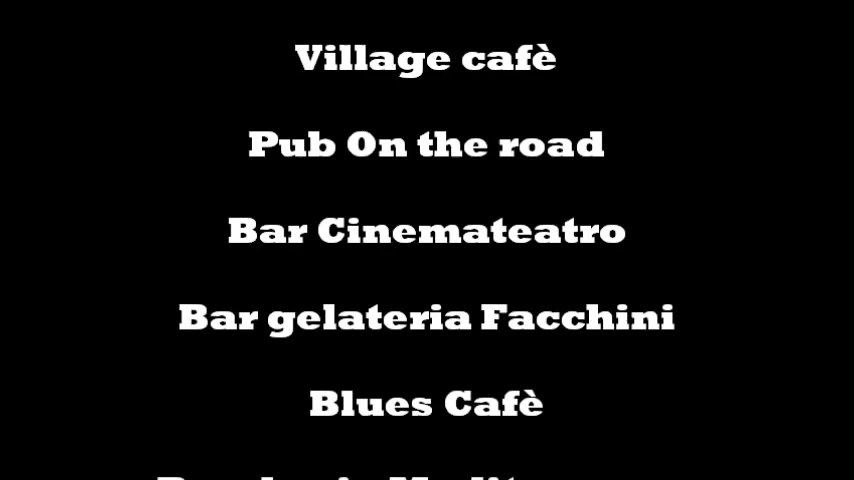 Village cafè
Pub On the road
Bar Cinemateatro
Bar gelateria Facchini
Blues Cafè